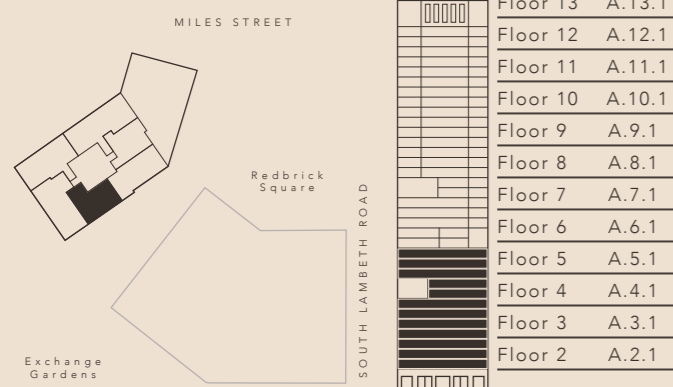 MILES STREET
Redbrick
Square
SOUTH LAMBETH ROAD
Exchange
Gardens
Floor 13 A.13.1
Floor 12 A.12.1
Floor 11 A.11.1
Floor 10 A.10.1
Floor 9 A.9.1
Floor 8 A.8.1
Floor 7 A.7.1
Floor 6 A.6.1
Floor 5 A.5.1
Floor 4 A.4.1
Floor 3 A.3.1
Floor 2 A.2.1